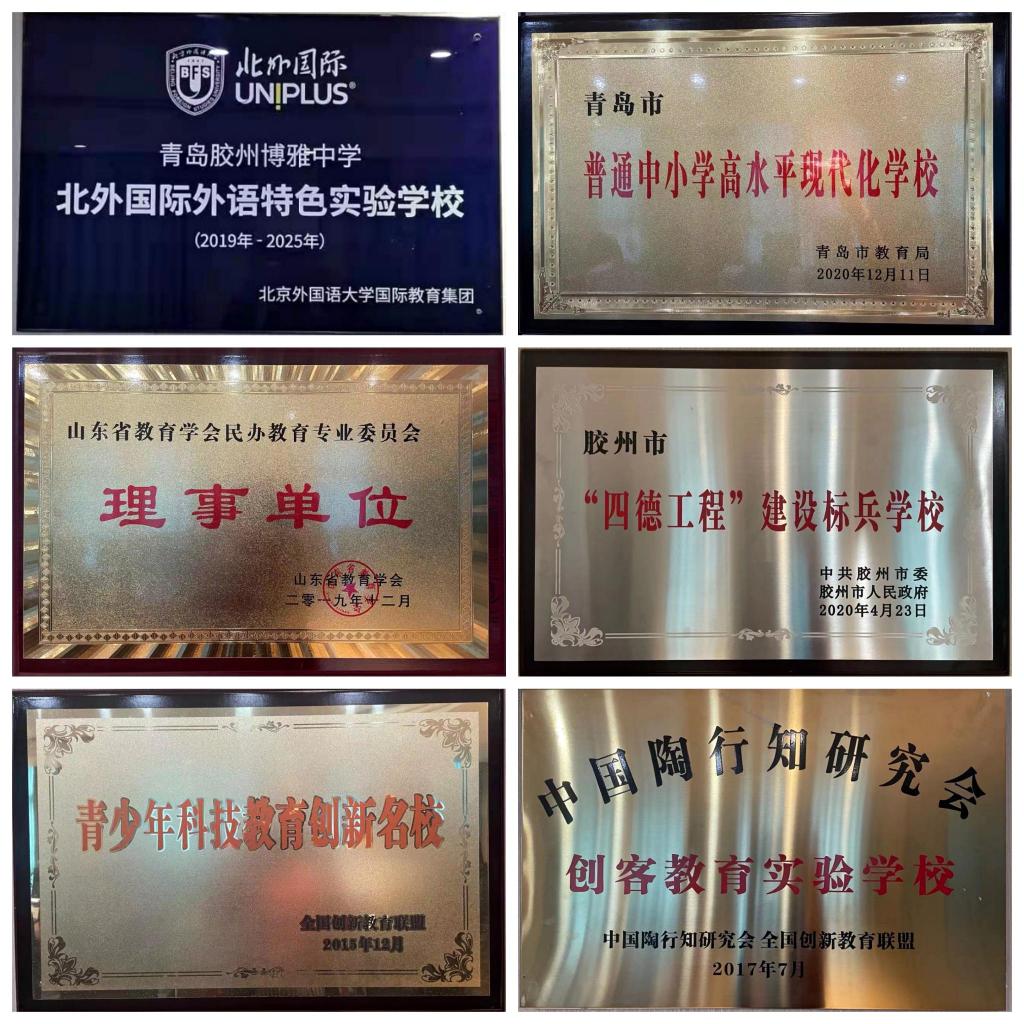 BFS
北外国际
UNIPLUS®
青岛胶州博雅中学
北外国际外语特色实验学校
（2019年 - 2025年）
北京外国语大学国际教育集团
青岛市
普通中小学高水平现代化学校
青岛市教育局
2020年12月11日
山东省教育学会民办教育专业委员会
理事单位
山东省教育学会
二零一九年十二月
胶州市
“四德工程”建设标兵学校
中共胶州市委
胶州市人民政府
2020年4月23日
青少年科技教育创新名校
全国创新教育联盟
2015年12月
中国陶行知研究会
创客教育实验学校
中国陶行知研究会 全国创新教育联盟
2017年7月